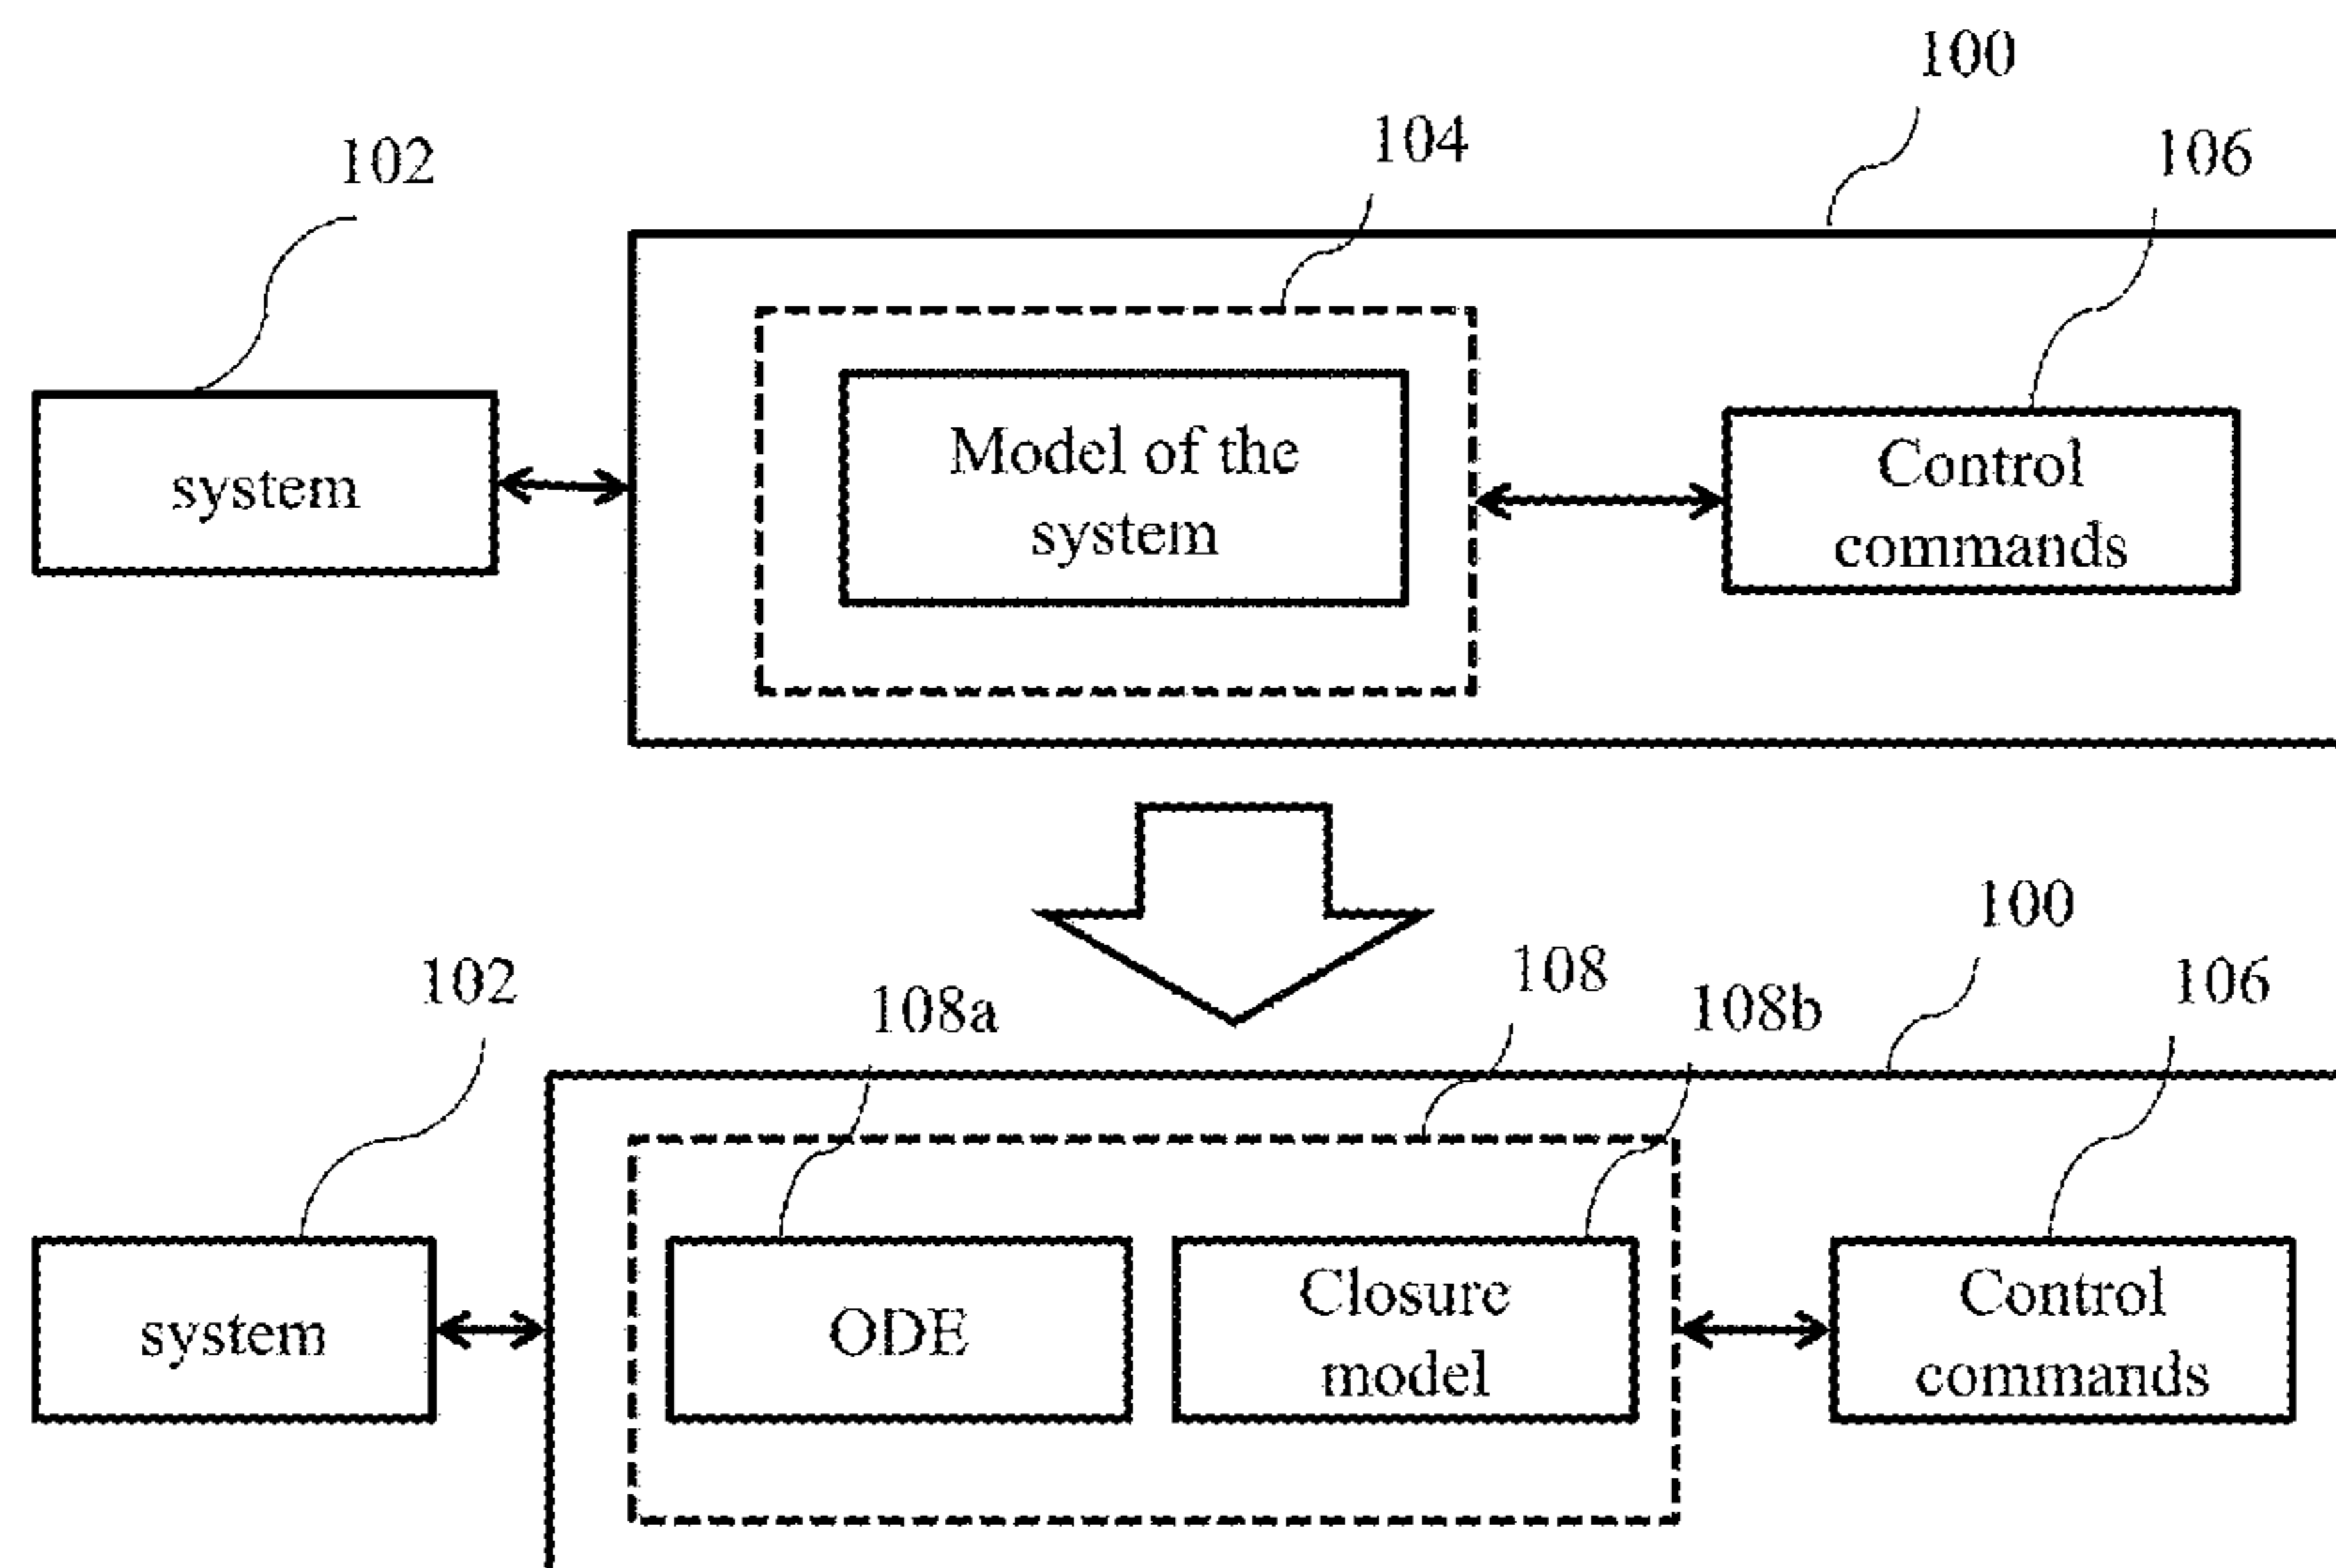 100
104
106
102
Model of the
system
system
Control
commands
100
108
102
106
108a
108b
ODE
Closure
model
system
Control
commands